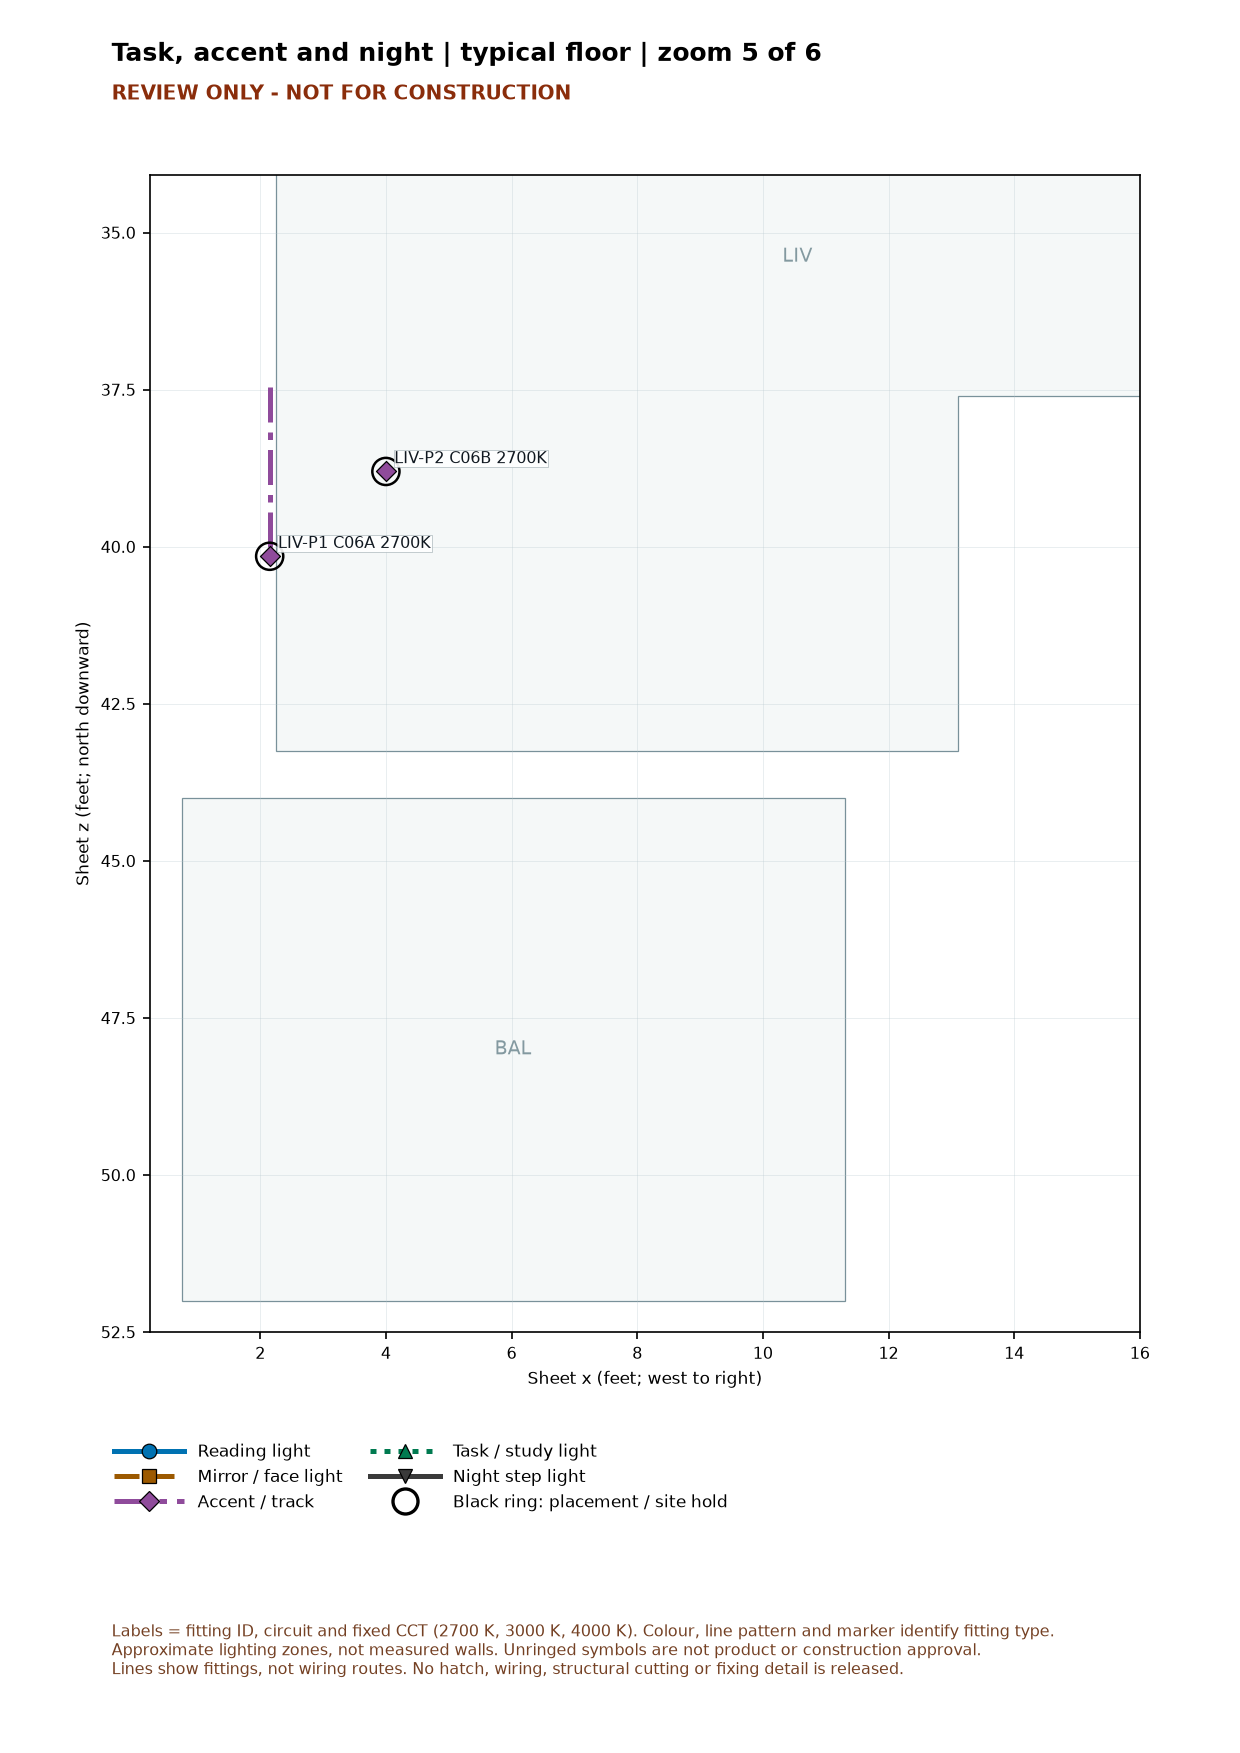 Task, accent and night | typical floor | zoom 5 of 6
REVIEW ONLY - NOT FOR CONSTRUCTION
35.0
LIV
37.5
LIV-P2 C06B 2700K
40.0
LIV-P1 C06A 2700K
42.5
45.0
47.5
BAL
50.0
52.5
Sheet z (feet; north downward)
2 4 6 8 10 12 14 16
Sheet x (feet; west to right)
Reading light
Mirror / face light
Accent / track
Task / study light
Night step light
Black ring: placement / site hold
Labels = fitting ID, circuit and fixed CCT (2700 K, 3000 K, 4000 K). Colour, line pattern and marker identify fitting type.
Approximate lighting zones, not measured walls. Unringed symbols are not product or construction approval.
Lines show fittings, not wiring routes. No hatch, wiring, structural cutting or fixing detail is released.